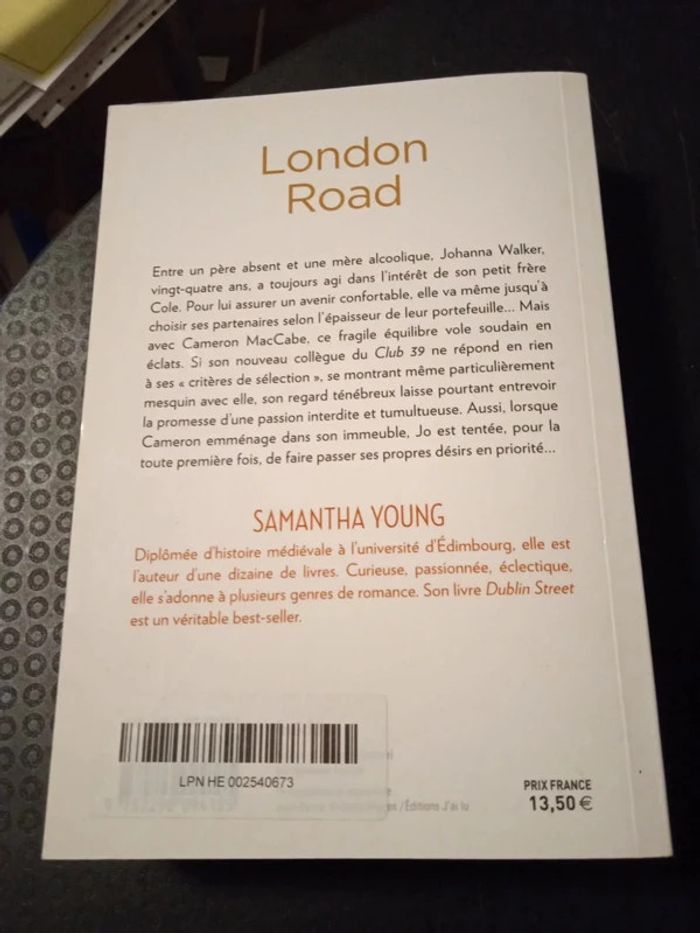 London
Road
Entre un père absent et une mère alcoolique, Johanna Walker,
vingt-quatre ans, a toujours agi dans l'intérêt de son petit frère
Cole. Pour lui assurer un avenir confortable, elle va même jusqu'à
choisir ses partenaires selon l'épaisseur de leur portefeuille... Mais
avec Cameron MacCabe, ce fragile équilibre vole soudain en
éclats. Si son nouveau collègue du Club 39 ne répond en rien
à ses « critères de sélection », se montrant même particulièrement
mesquin avec elle, son regard ténébreux laisse pourtant entrevoir
la promesse d'une passion interdite et tumultueuse. Aussi, lorsque
Cameron emménage dans son immeuble, Jo est tentée, pour la
toute première fois, de faire passer ses propres désirs en priorité...
SAMANTHA YOUNG
Diplômée d'histoire médiévale à l'université d'Édimbourg, elle est
l'auteur d'une dizaine de livres. Curieuse, passionnée, éclectique,
elle s'adonne à plusieurs genres de romance. Son livre Dublin Street
est un véritable best-seller.
LPN HE 002540673
/Éditions J'ai lu
PRIX FRANCE
13,50 €